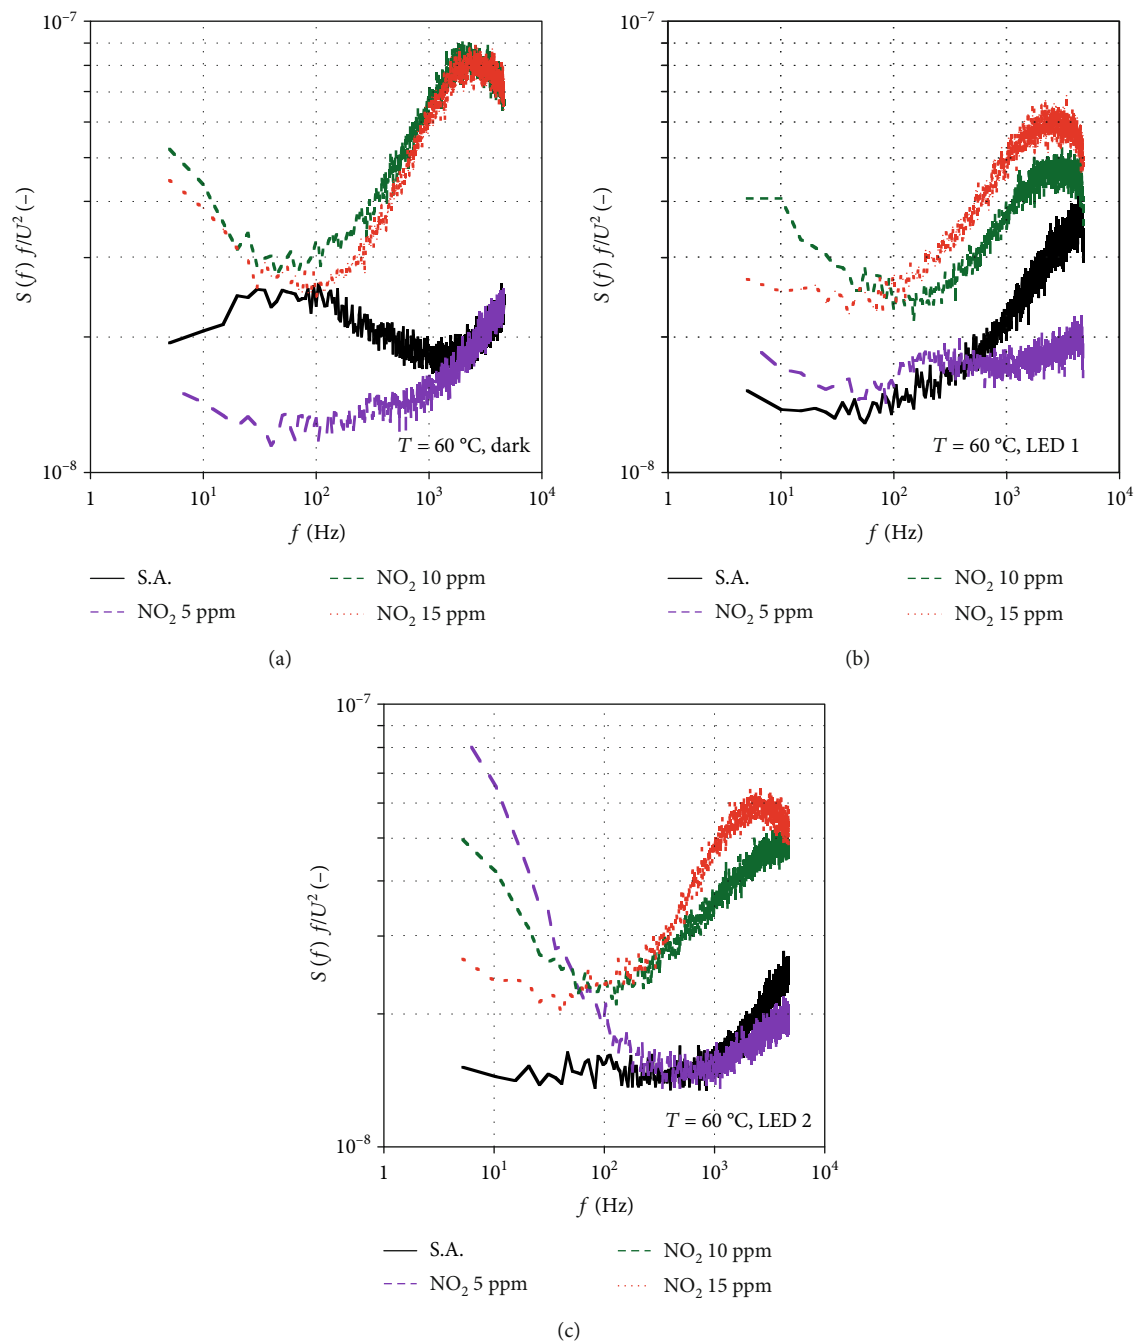 10⁻⁷
S (f) f/U² (–)
10⁻⁸
T = 60 °C, dark
1 10¹ 10² 10³ 10⁴
f (Hz)
S.A.
NO₂ 5 ppm
NO₂ 10 ppm
NO₂ 15 ppm
(a)
10⁻⁷
S (f) f/U² (–)
10⁻⁸
T = 60 °C, LED 1
1 10¹ 10² 10³ 10⁴
f (Hz)
S.A.
NO₂ 5 ppm
NO₂ 10 ppm
NO₂ 15 ppm
(b)
10⁻⁷
S (f) f/U² (–)
10⁻⁸
T = 60 °C, LED 2
1 10¹ 10² 10³ 10⁴
f (Hz)
S.A.
NO₂ 5 ppm
NO₂ 10 ppm
NO₂ 15 ppm
(c)